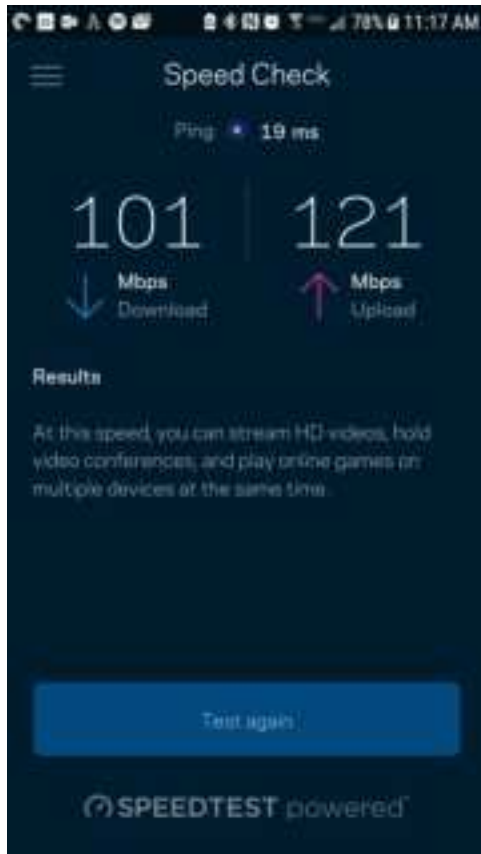 78% 11:17 AM
Speed Check
Ping 19 ms
101 121
Mbps Mbps
Download Upload
Results
At this speed, you can stream HD videos, hold
video conferences, and play online games on
multiple devices at the same time.
Test again
SPEEDTEST powered™